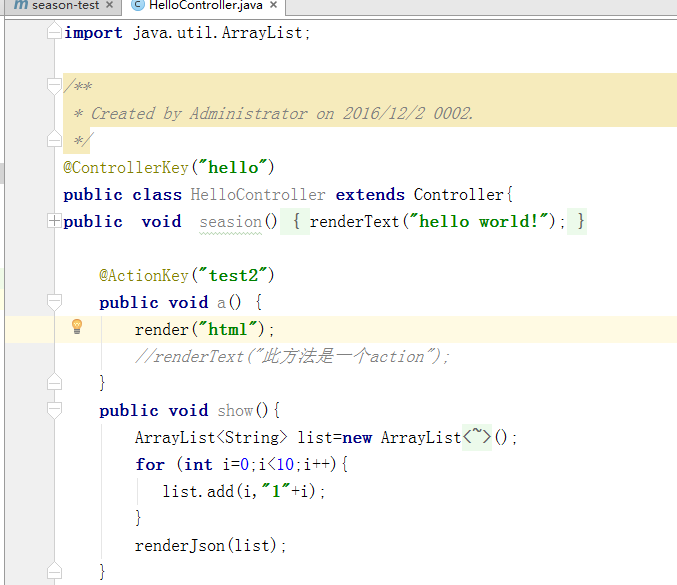 season-test
HelloController.java
import java.util.ArrayList;
/**
* Created by Administrator on 2016/12/2 0002.
*/
@ControllerKey("hello")
public class HelloController extends Controller{
public void seasion() { renderText("hello world!"); }
@ActionKey("test2")
public void a() {
render("html");
//renderText("此方法是一个action");
}
public void show(){
ArrayList<String> list=new ArrayList<~>();
for (int i=0;i<10;i++){
list.add(i,"1"+i);
}
renderJson(list);
}